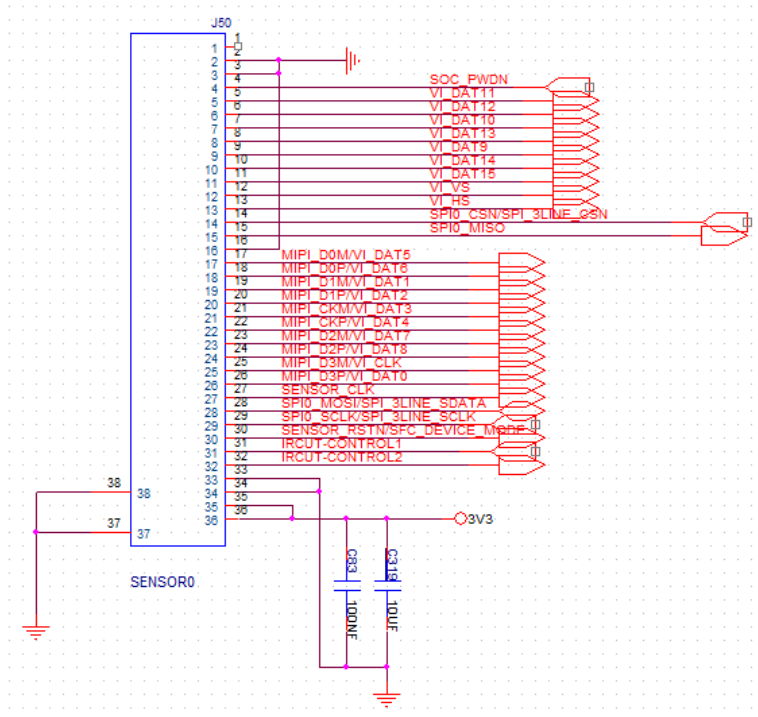 J50
1 1
2 2
3 3
4 4 SOC_PWDN
5 5 VI_DAT11
6 6 VI_DAT12
7 7 VI_DAT10
8 8 VI_DAT13
9 9 VI_DAT9
10 10 VI_DAT14
11 11 VI_DAT15
12 12 VI_VS
13 13 VI_HS
14 14 SPI0_CSN/SPI_3LINE_CSN
15 15 SPI0_MISO
16 16
17 17 MIPI_D0M/VI_DAT5
18 18 MIPI_D0P/VI_DAT6
19 19 MIPI_D1M/VI_DAT1
20 20 MIPI_D1P/VI_DAT2
21 21 MIPI_CKM/VI_DAT3
22 22 MIPI_CKP/VI_DAT4
23 23 MIPI_D2M/VI_DAT7
24 24 MIPI_D2P/VI_DAT8
25 25 MIPI_D3M/VI_CLK
26 26 MIPI_D3P/VI_DAT0
27 27 SENSOR_CLK
28 28 SPI0_MOSI/SPI_3LINE_SDATA
29 29 SPI0_SCLK/SPI_3LINE_SCLK
30 30 SENSOR_RSTN/SFC_DEVICE_MODE
31 31 IRCUT-CONTROL1
32 32 IRCUT-CONTROL2
33 33
34 34
35 35
36 36 3V3
38 38
37 37
SENSOR0
C83 100NF
C319 10UF